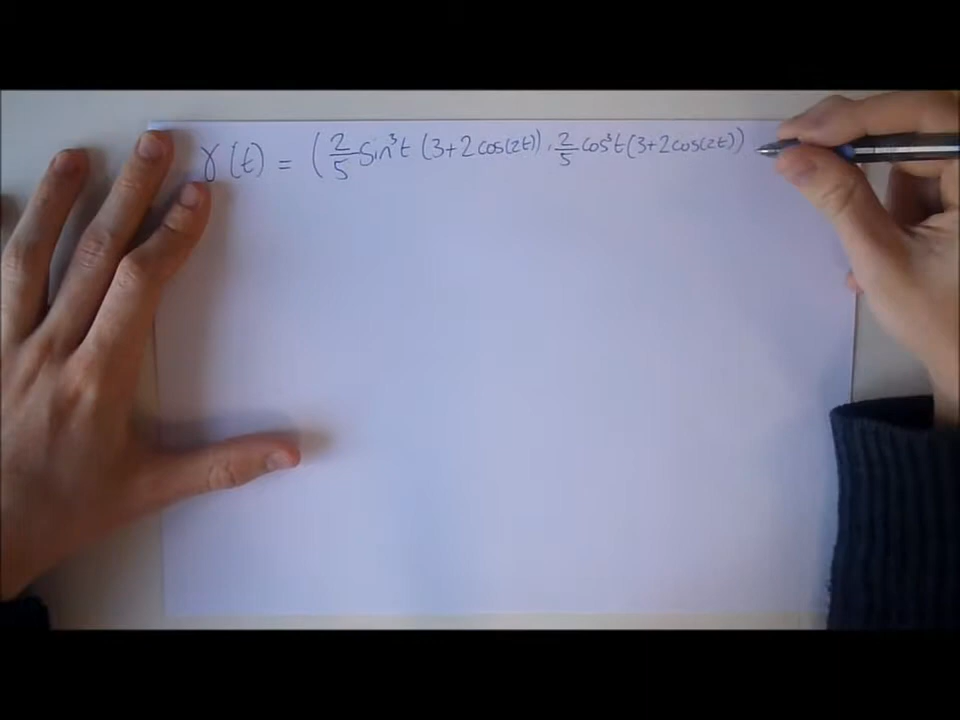 γ(t) = (2/5 Sin³t (3+2cos(2t), 2/5 cos³t(3+2cos(2t))